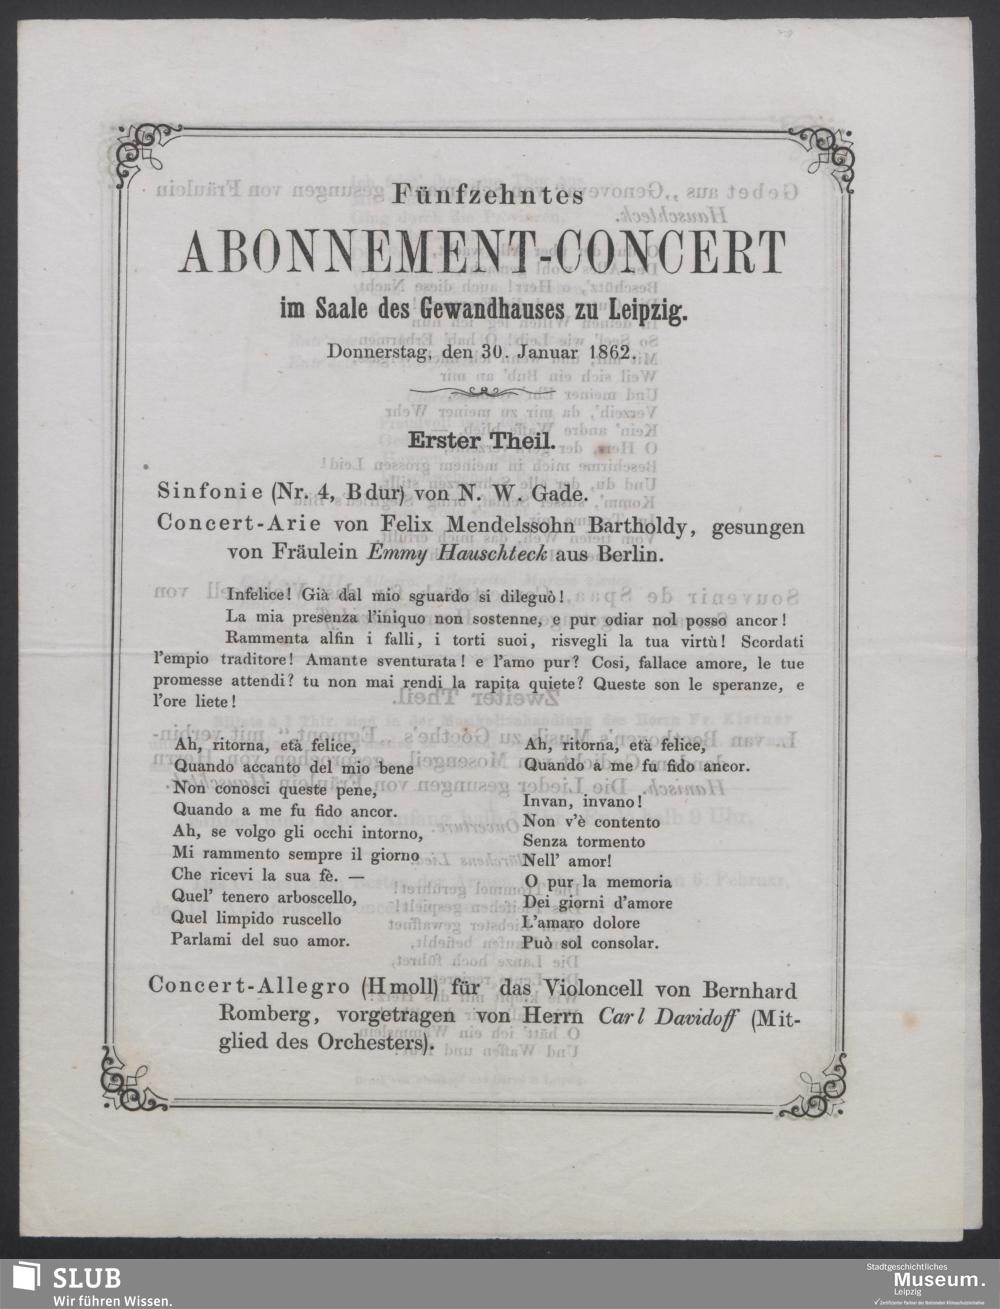 Fünfzehntes
ABONNEMENT-CONCERT
im Saale des Gewandhauses zu Leipzig.
Donnerstag, den 30. Januar 1862.
Erster Theil.
Sinfonie (Nr. 4, Bdur) von N. W. Gade.
Concert-Arie von Felix Mendelssohn Bartholdy, gesungen
von Fräulein Emmy Hauschteck aus Berlin.
Infelice! Già dal mio sguardo si dileguò!
La mia presenza l'iniquo non sostenne, e pur odiar nol posso ancor!
Rammenta alfin i falli, i torti suoi, risvegli la tua virtù! Scordati
l'empio traditore! Amante sventurata! e l'amo pur? Cosi, fallace amore, le tue
promesse attendi? tu non mai rendi la rapita quiete? Queste son le speranze, e
l'ore liete!
Ah, ritorna, età felice,
Quando accanto del mio bene
Non conosci queste pene,
Quando a me fu fido ancor.
Ah, se volgo gli occhi intorno,
Mi rammento sempre il giorno
Che ricevi la sua fè. —
Quel' tenero arboscello,
Quel limpido ruscello
Parlami del suo amor.
Ah, ritorna, età felice,
Quando a me fu fido ancor.
Invan, invano!
Non v'è contento
Senza tormento
Nell' amor!
O pur la memoria
Dei giorni d'amore
L'amaro dolore
Può sol consolar.
Concert-Allegro (Hmoll) für das Violoncell von Bernhard
Romberg, vorgetragen von Herrn Carl Davidoff (Mit-
glied des Orchesters).
SLUB
Wir führen Wissen.
Stadtgeschichtliches
Museum.
Leipzig